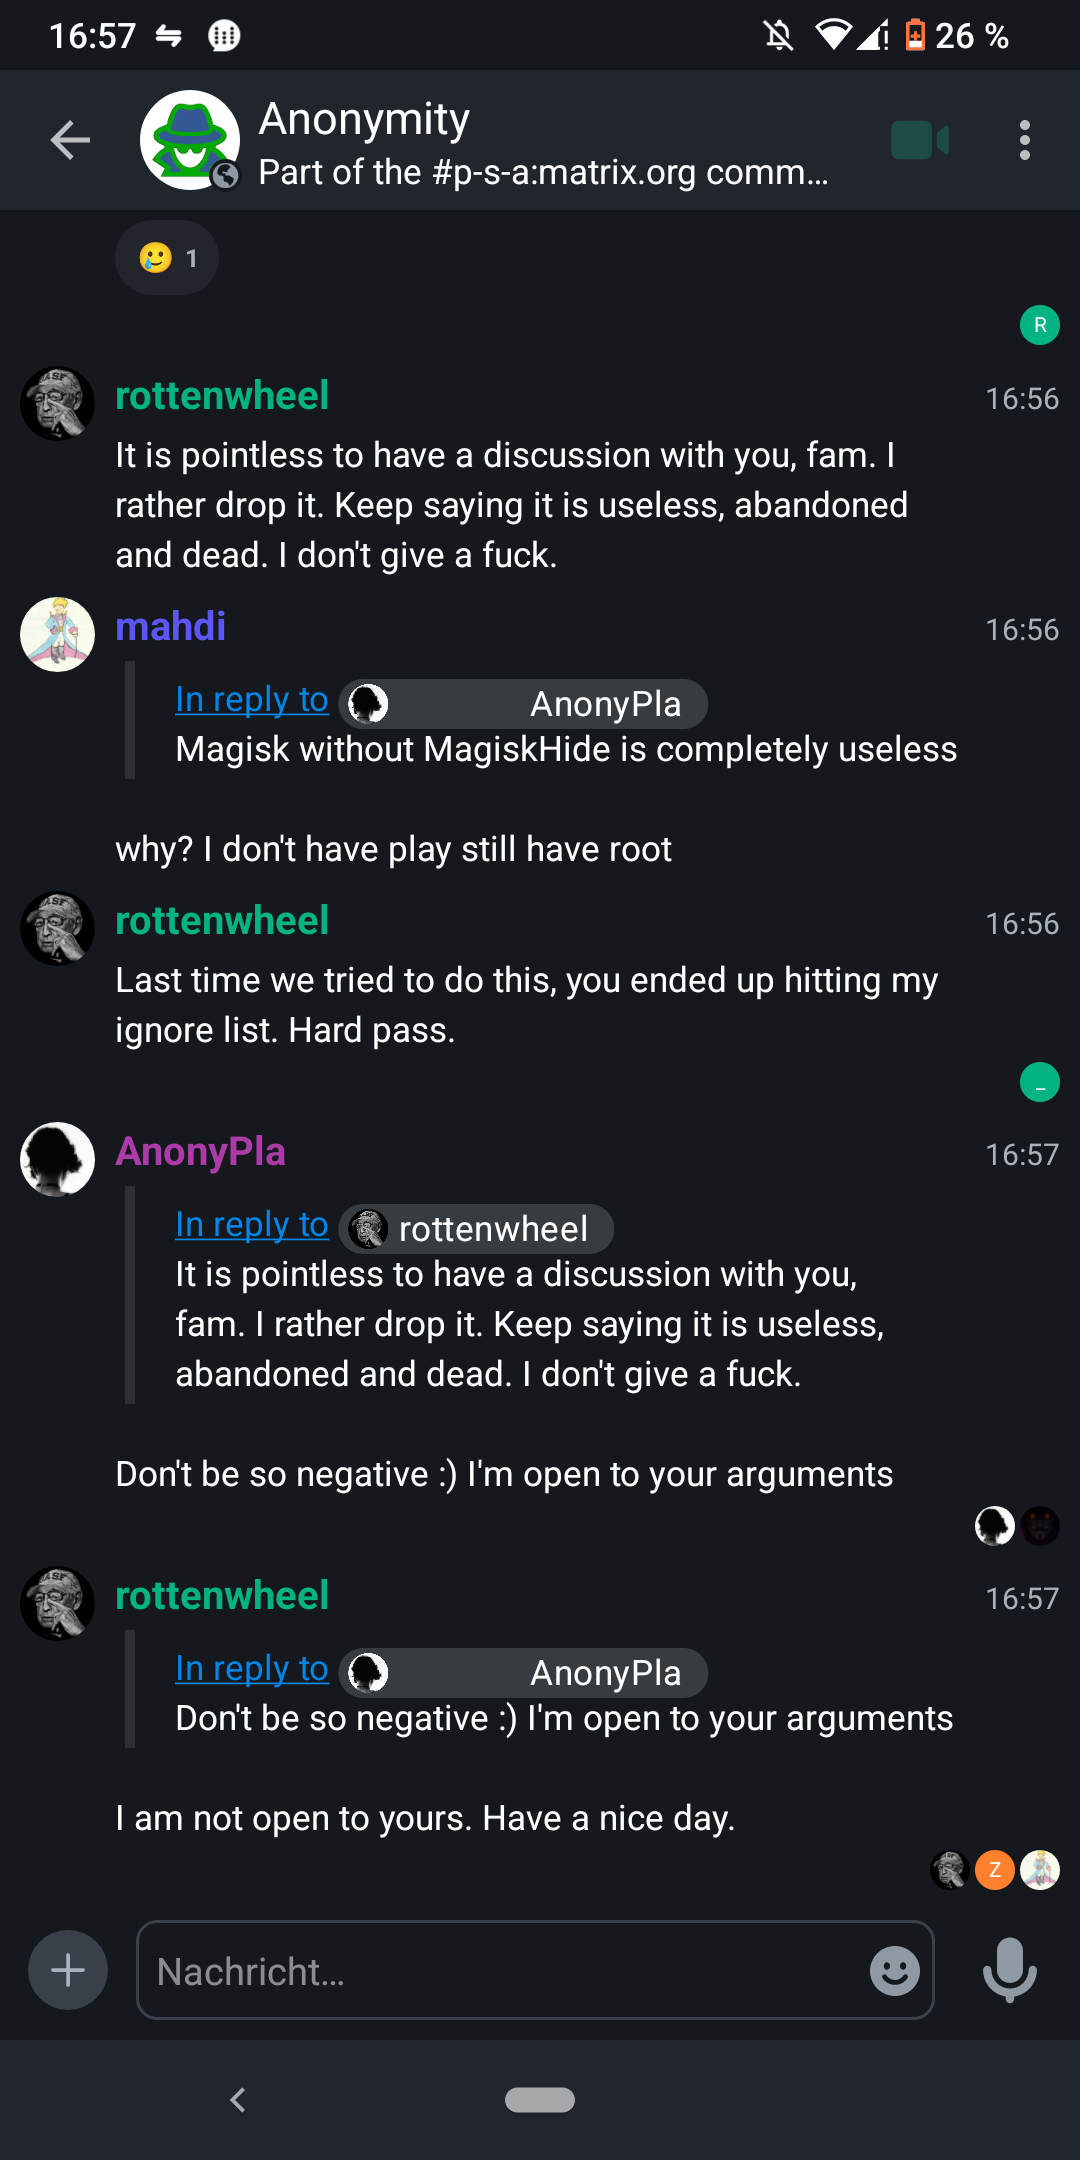 16:57
26 %
Anonymity
Part of the #p-s-a:matrix.org comm...
🥲 1
R
rottenwheel 16:56
It is pointless to have a discussion with you, fam. I
rather drop it. Keep saying it is useless, abandoned
and dead. I don't give a fuck.
mahdi 16:56
In reply to AnonyPla
Magisk without MagiskHide is completely useless
why? I don't have play still have root
rottenwheel 16:56
Last time we tried to do this, you ended up hitting my
ignore list. Hard pass.
_
AnonyPla 16:57
In reply to rottenwheel
It is pointless to have a discussion with you,
fam. I rather drop it. Keep saying it is useless,
abandoned and dead. I don't give a fuck.
Don't be so negative :) I'm open to your arguments
rottenwheel 16:57
In reply to AnonyPla
Don't be so negative :) I'm open to your arguments
I am not open to yours. Have a nice day.
Z
Nachricht...